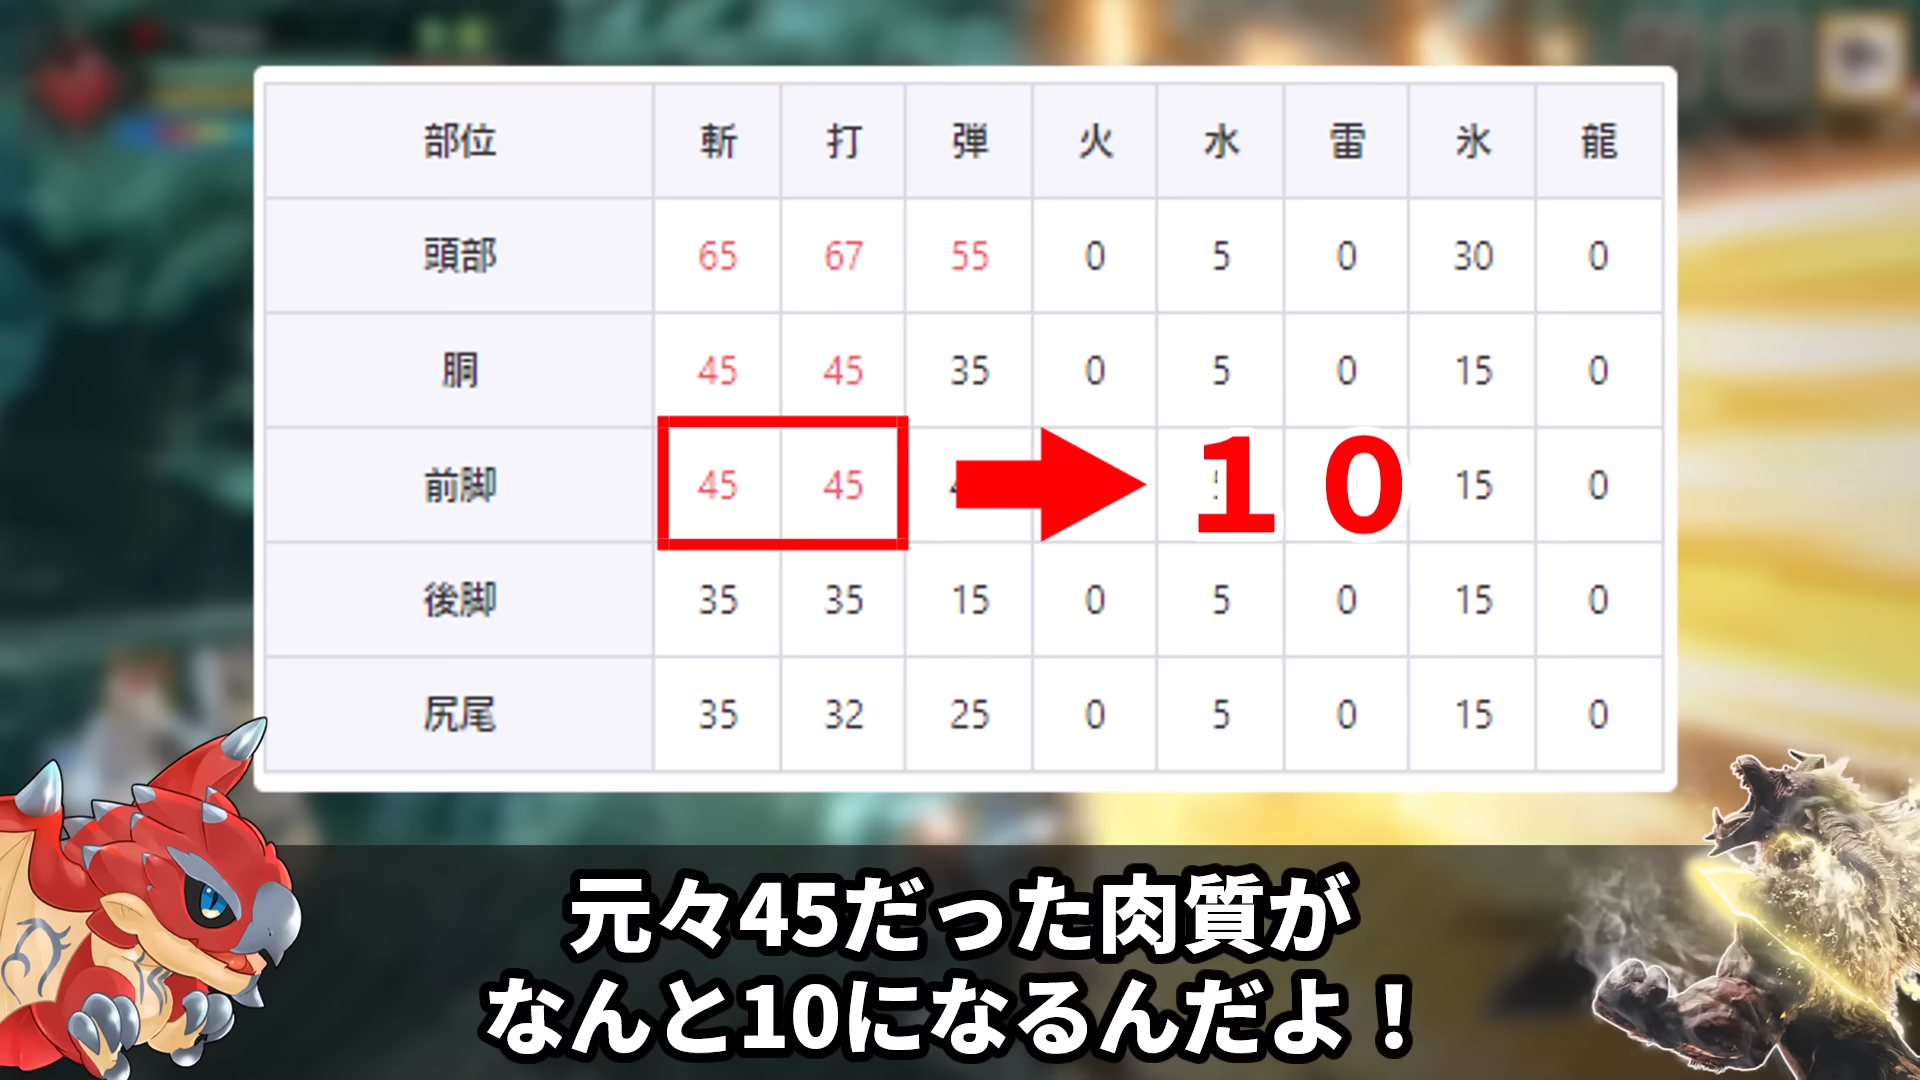 部位 斬 打 弾 火 水 雷 氷 龍
頭部 65 67 55 0 5 0 30 0
胴 45 45 35 0 5 0 15 0
前脚 45 45 １０ 15 0
後脚 35 35 15 0 5 0 15 0
尻尾 35 32 25 0 5 0 15 0
元々45だった肉質が
なんと10になるんだよ！